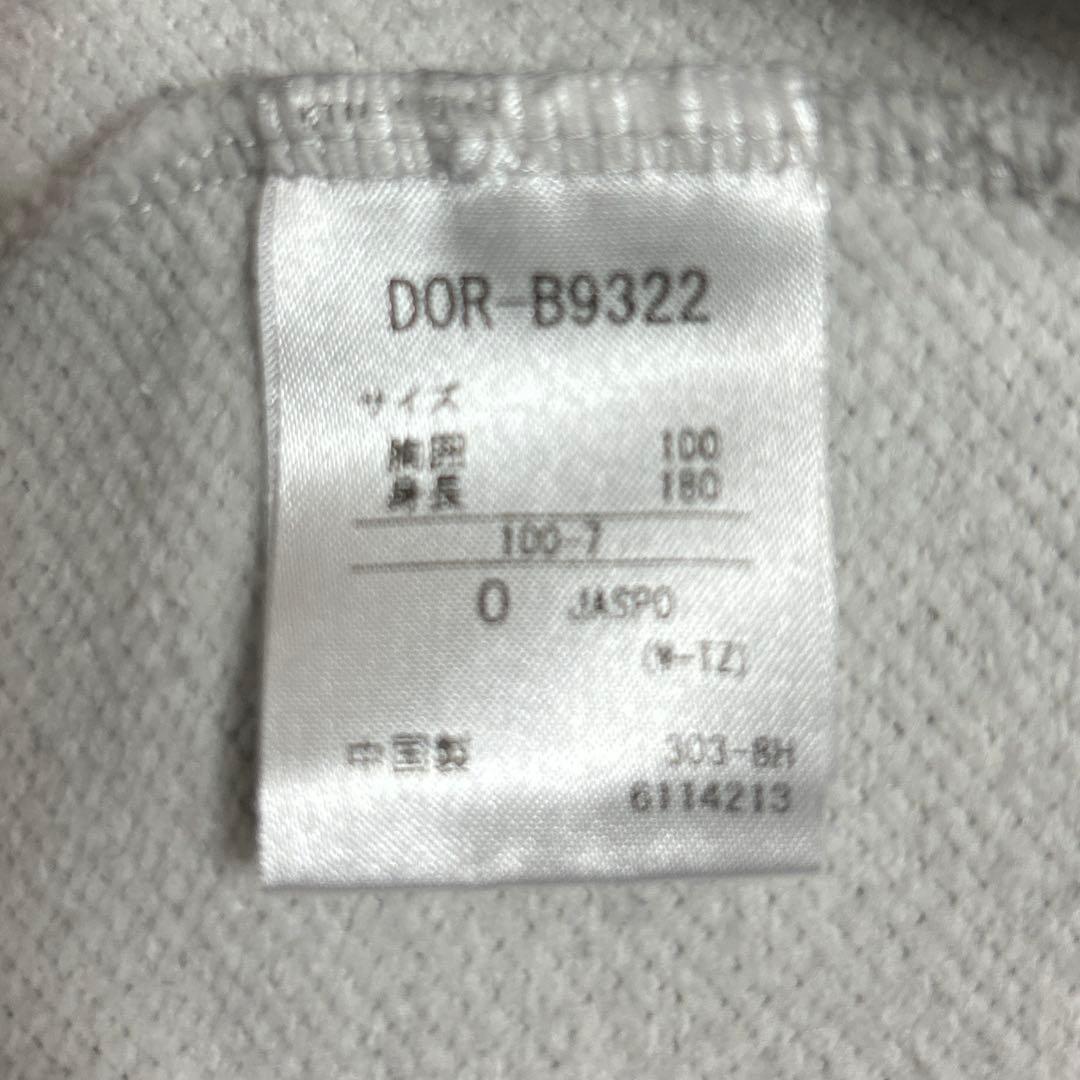 DOR-B9322
サイズ
胸囲 100
身長 180
100-7
O JASPO
(W-TZ)
中国製 303-8H
6114213